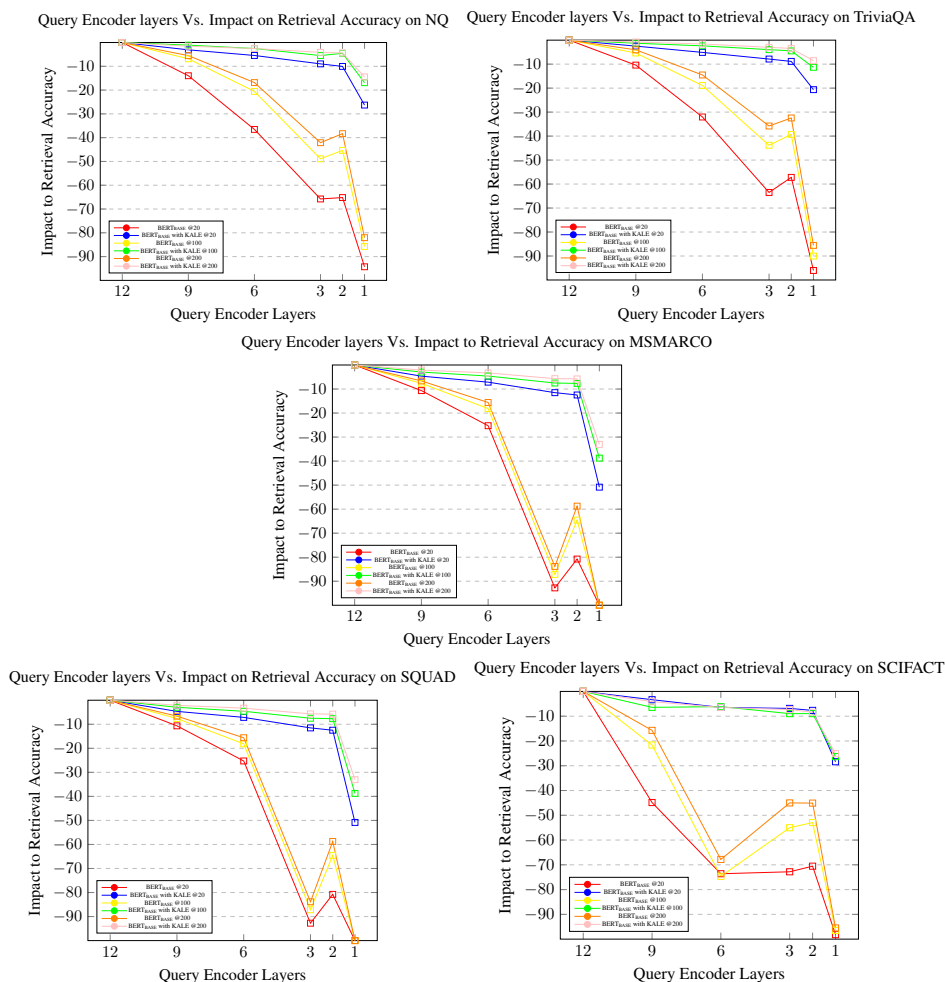 Query Encoder layers Vs. Impact on Retrieval Accuracy on NQ
Impact to Retrieval Accuracy
−10
−20
−30
−40
−50
−60
−70
−80
−90
BERTBASE @20
BERTBASE with KALE @20
BERTBASE @100
BERTBASE with KALE @100
BERTBASE @200
BERTBASE with KALE @200
12 9 6 3 2 1
Query Encoder Layers
Query Encoder layers Vs. Impact to Retrieval Accuracy on TriviaQA
Impact to Retrieval Accuracy
−10
−20
−30
−40
−50
−60
−70
−80
−90
BERTBASE @20
BERTBASE with KALE @20
BERTBASE @100
BERTBASE with KALE @100
BERTBASE @200
BERTBASE with KALE @200
12 9 6 3 2 1
Query Encoder Layers
Query Encoder layers Vs. Impact to Retrieval Accuracy on MSMARCO
Impact to Retrieval Accuracy
−10
−20
−30
−40
−50
−60
−70
−80
−90
BERTBASE @20
BERTBASE with KALE @20
BERTBASE @100
BERTBASE with KALE @100
BERTBASE @200
BERTBASE with KALE @200
12 9 6 3 2 1
Query Encoder Layers
Query Encoder layers Vs. Impact on Retrieval Accuracy on SQUAD
Impact to Retrieval Accuracy
−10
−20
−30
−40
−50
−60
−70
−80
−90
BERTBASE @20
BERTBASE with KALE @20
BERTBASE @100
BERTBASE with KALE @100
BERTBASE @200
BERTBASE with KALE @200
12 9 6 3 2 1
Query Encoder Layers
Query Encoder layers Vs. Impact on Retrieval Accuracy on SCIFACT
Impact to Retrieval Accuracy
−10
−20
−30
−40
−50
−60
−70
−80
−90
BERTBASE @20
BERTBASE with KALE @20
BERTBASE @100
BERTBASE with KALE @100
BERTBASE @200
BERTBASE with KALE @200
12 9 6 3 2 1
Query Encoder Layers